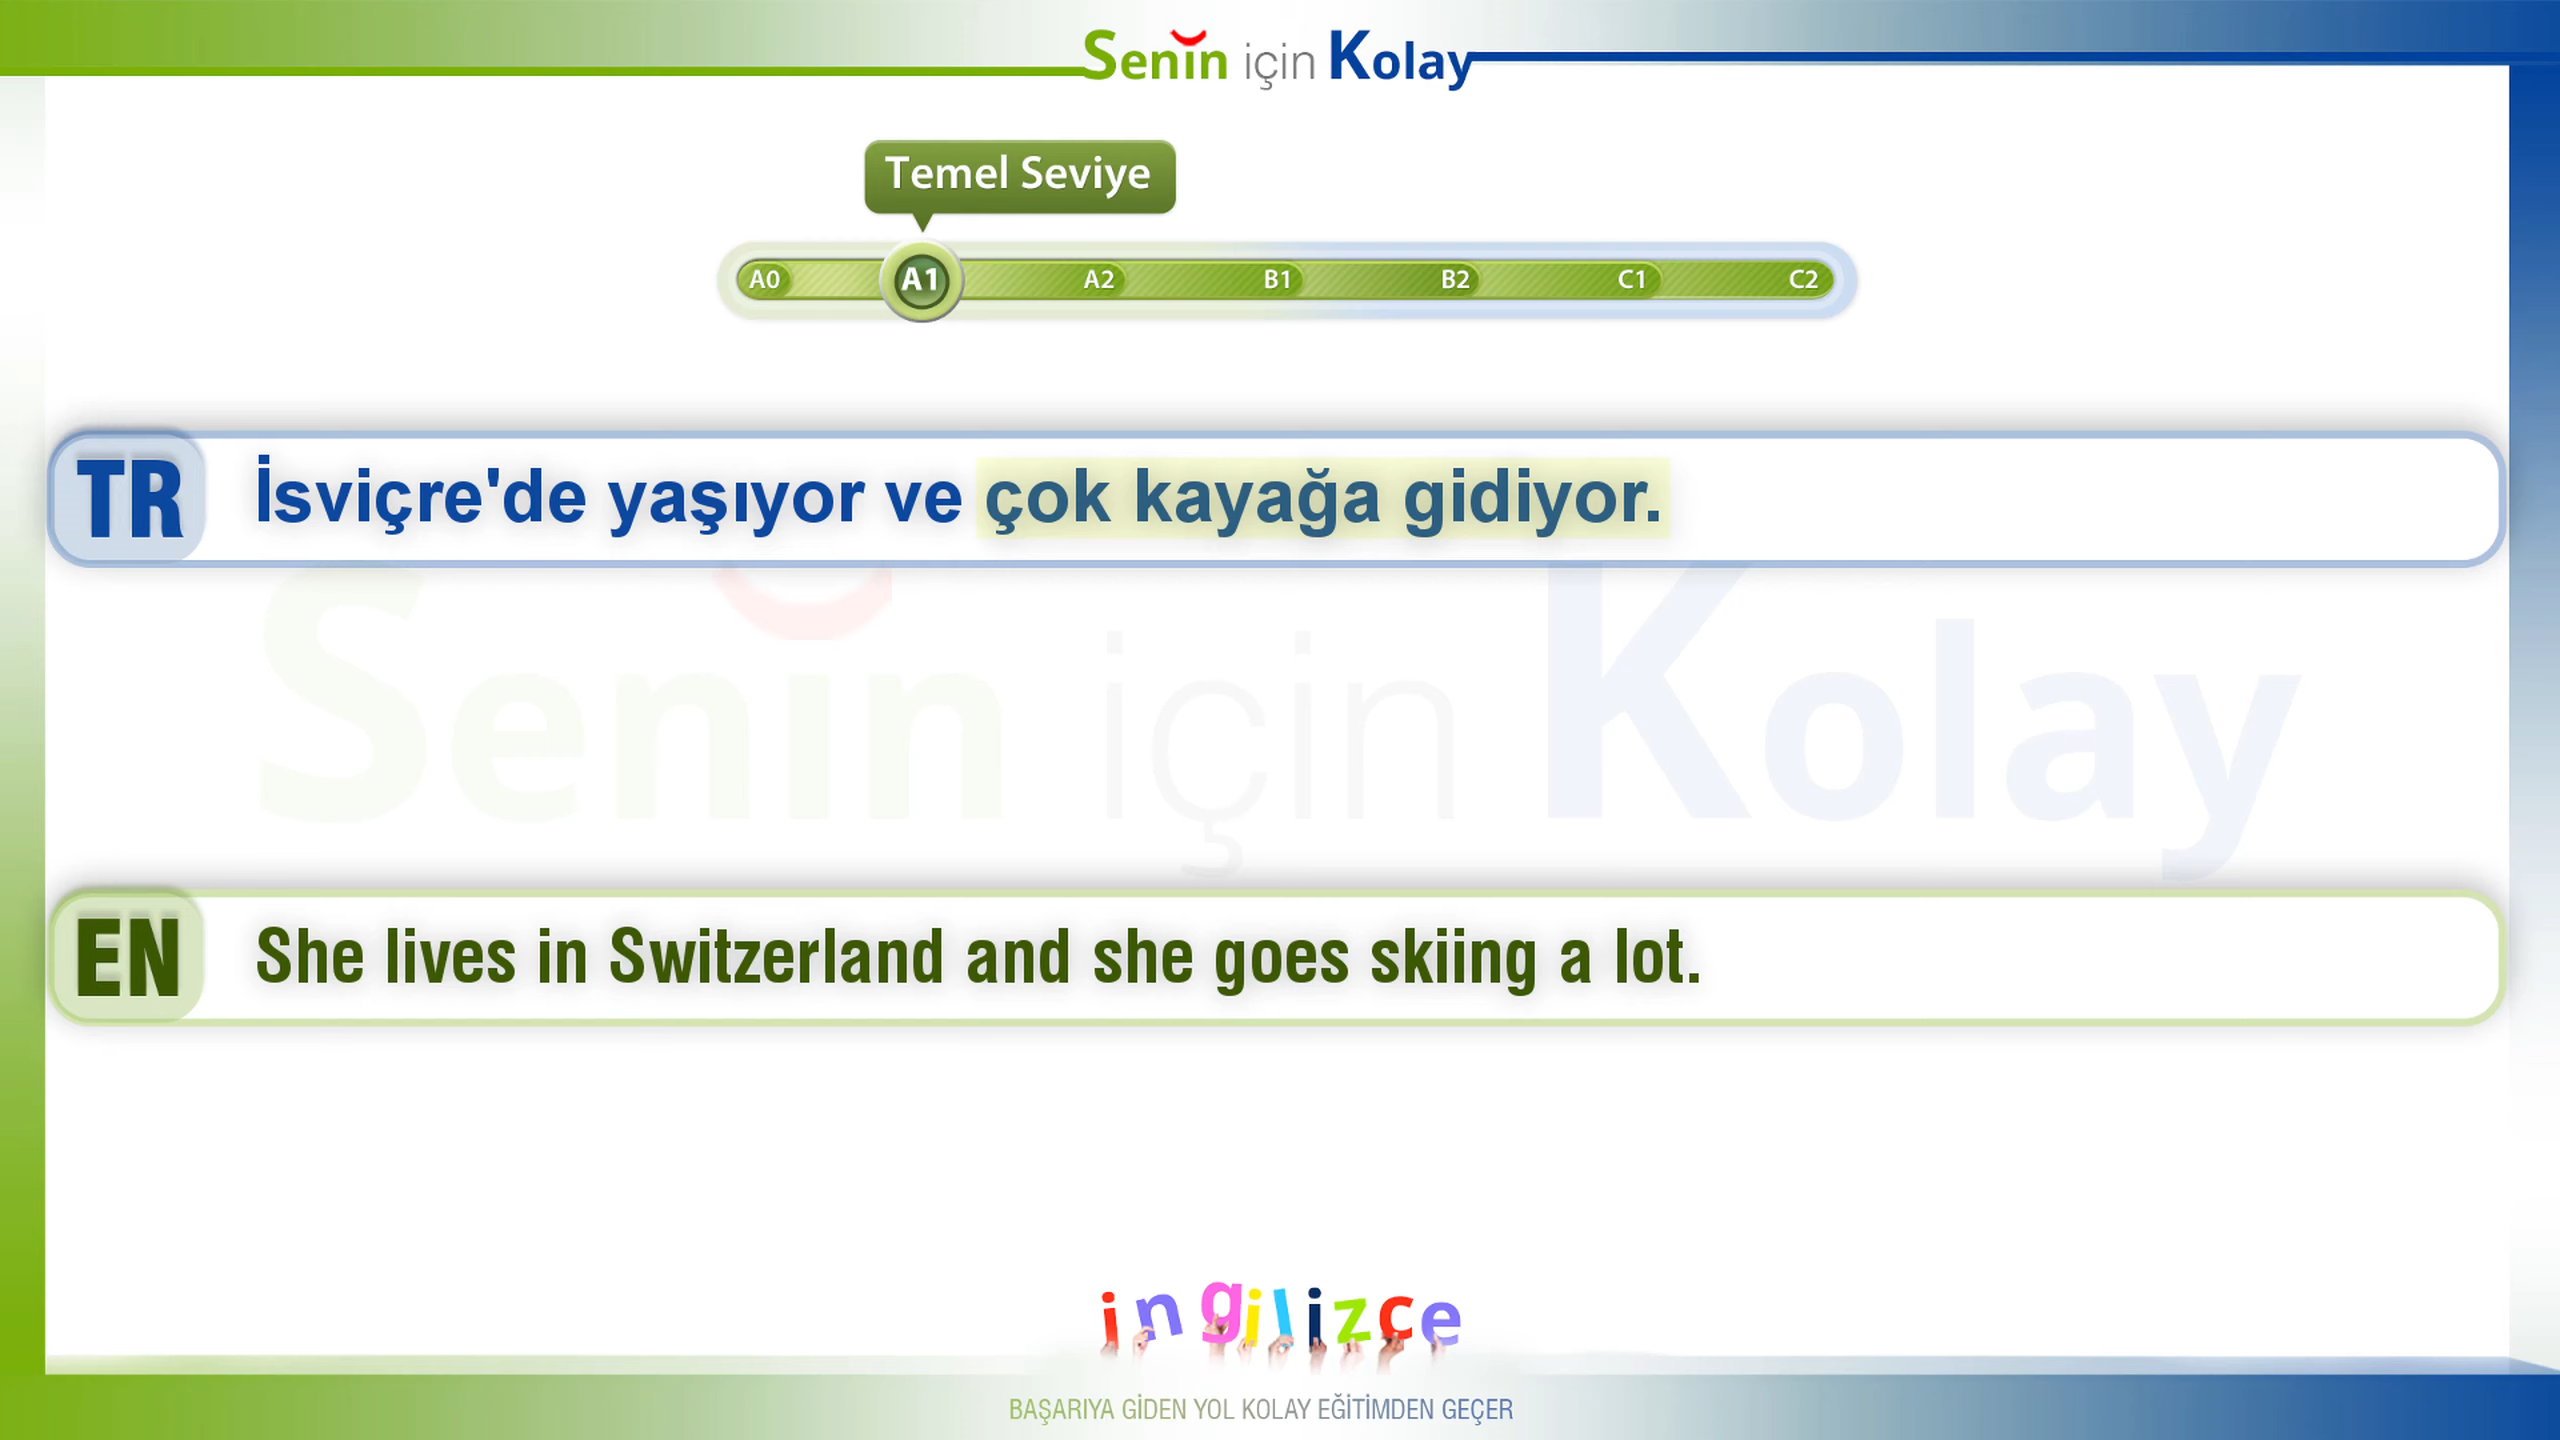 Senin için Kolay
Temel Seviye
A0 A1 A2 B1 B2 C1 C2
TR İsviçre'de yaşıyor ve çok kayağa gidiyor.
Senin için Kolay
EN She lives in Switzerland and she goes skiing a lot.
ingilizce
BAŞARIYA GİDEN YOL KOLAY EĞİTİMDEN GEÇER